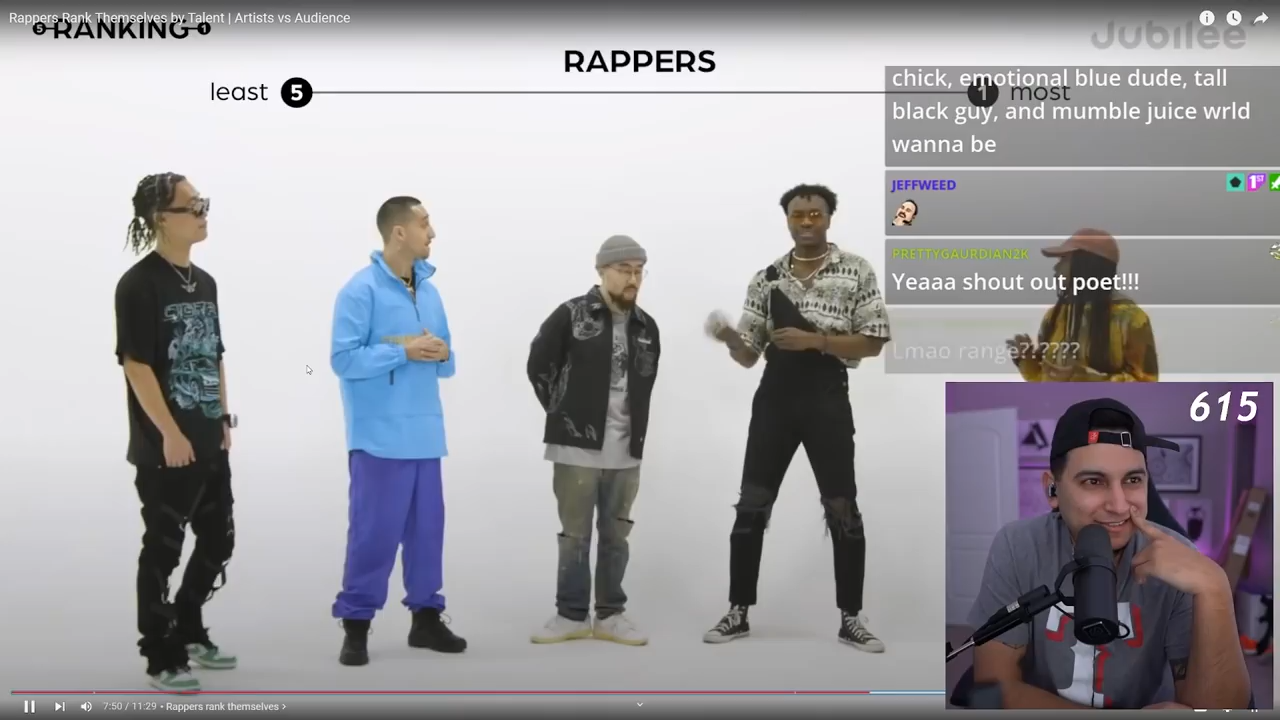 Rappers Rank Themselves by Talent | Artists vs Audience
5 RANKING 1
Jubilee
RAPPERS
least 5
1 most
chick, emotional blue dude, tall
black guy, and mumble juice wrld
wanna be
JEFFWEED
PRETTYGAURDIAN2K
Yeaaa shout out poet!!!
Lmao range??????
615
7:50 / 11:29 • Rappers rank themselves >